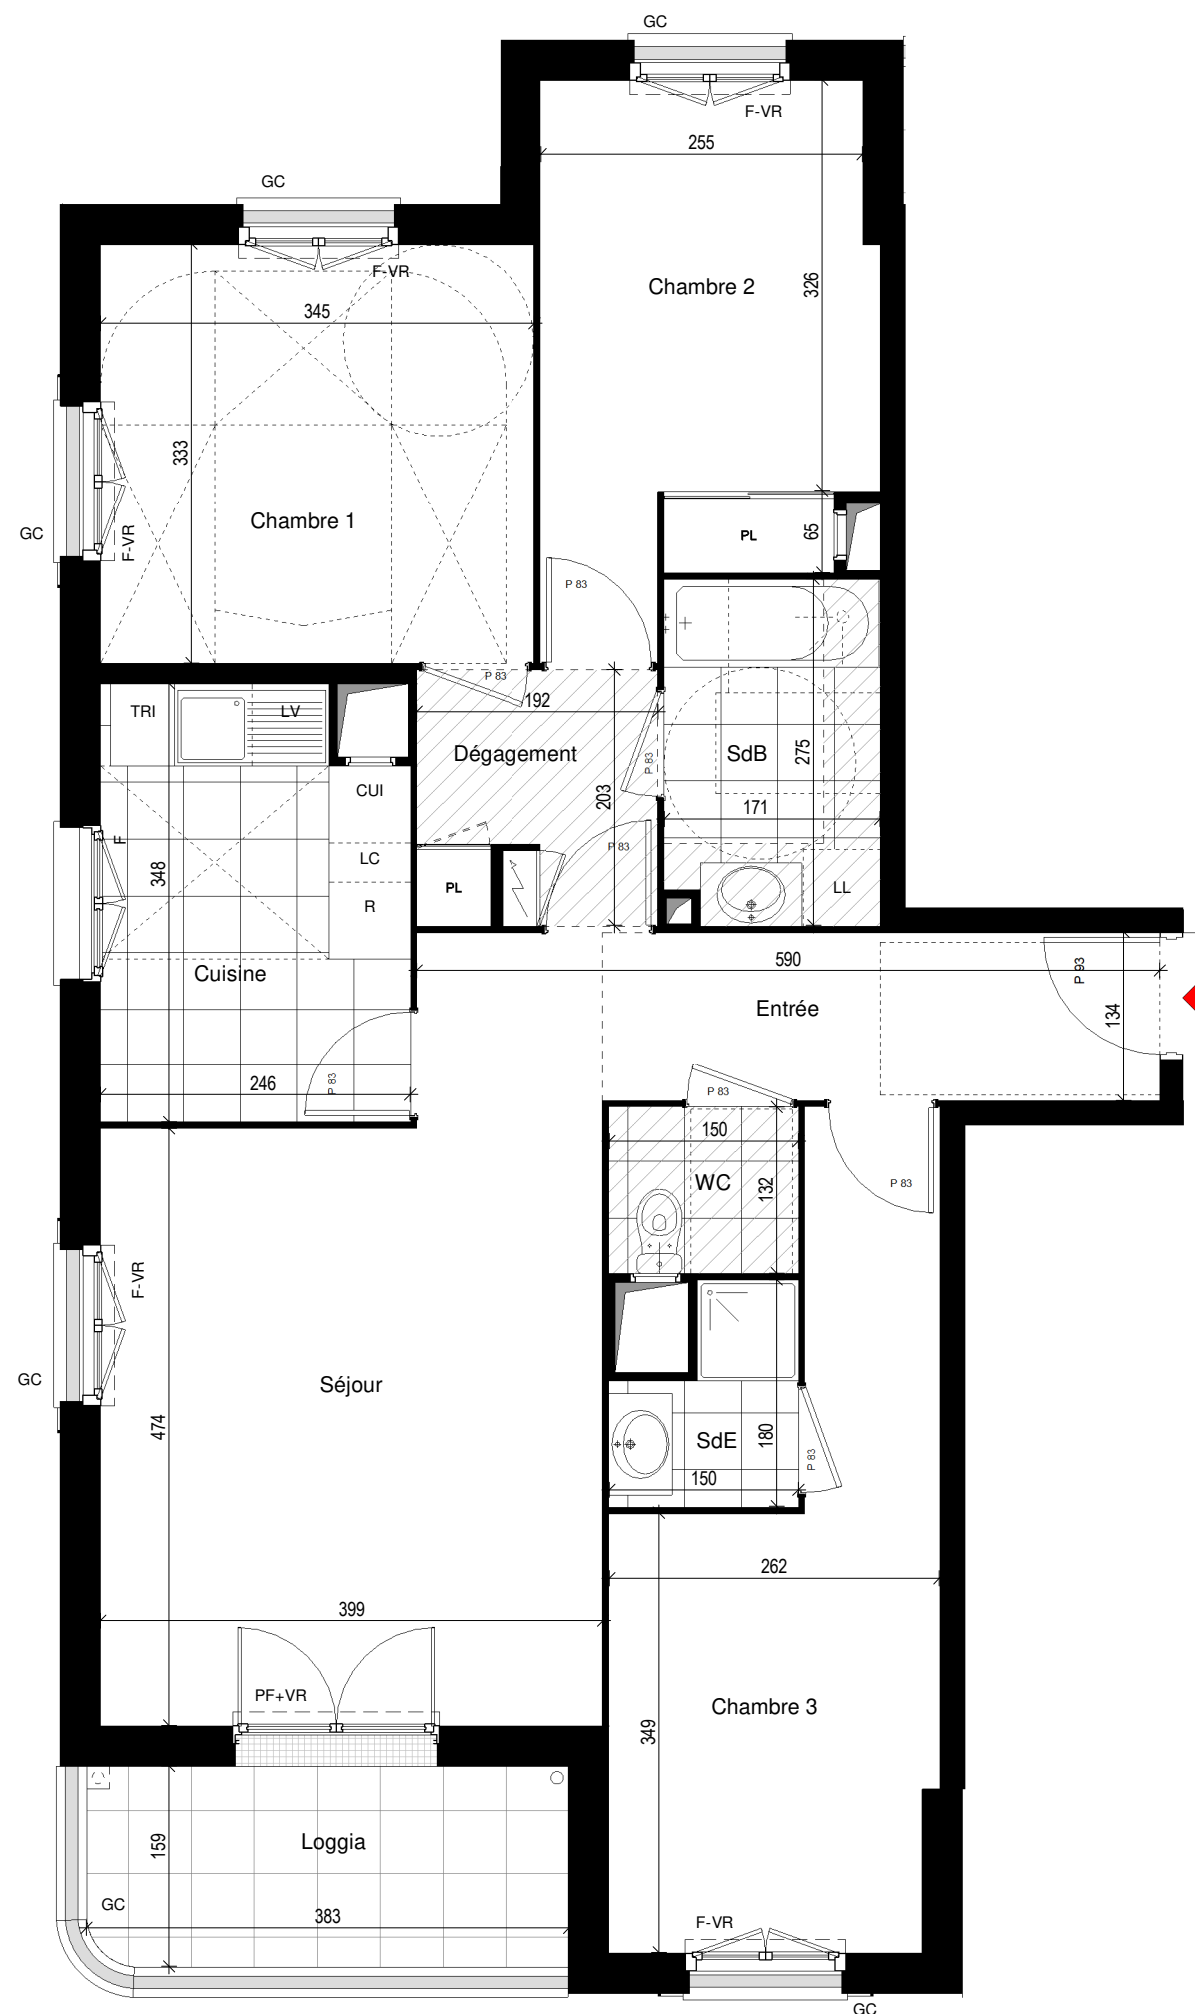 GC
F-VR
255
GC
F-VR
Chambre 2
326
345
333
Chambre 1
GC
F-VR
PL
65
P 83
P 83
192
TRI
LV
Dégagement
SdB
275
P 83
203
171
CUI
F
348
LC
P 83
PL
LL
R
590
Cuisine
P 93
Entrée
134
246
P 83
P 83
150
WC
132
P 83
F-VR
GC
Séjour
474
SdE
180
P 83
150
262
399
PF+VR
Chambre 3
349
159
Loggia
GC
383
F-VR
GC